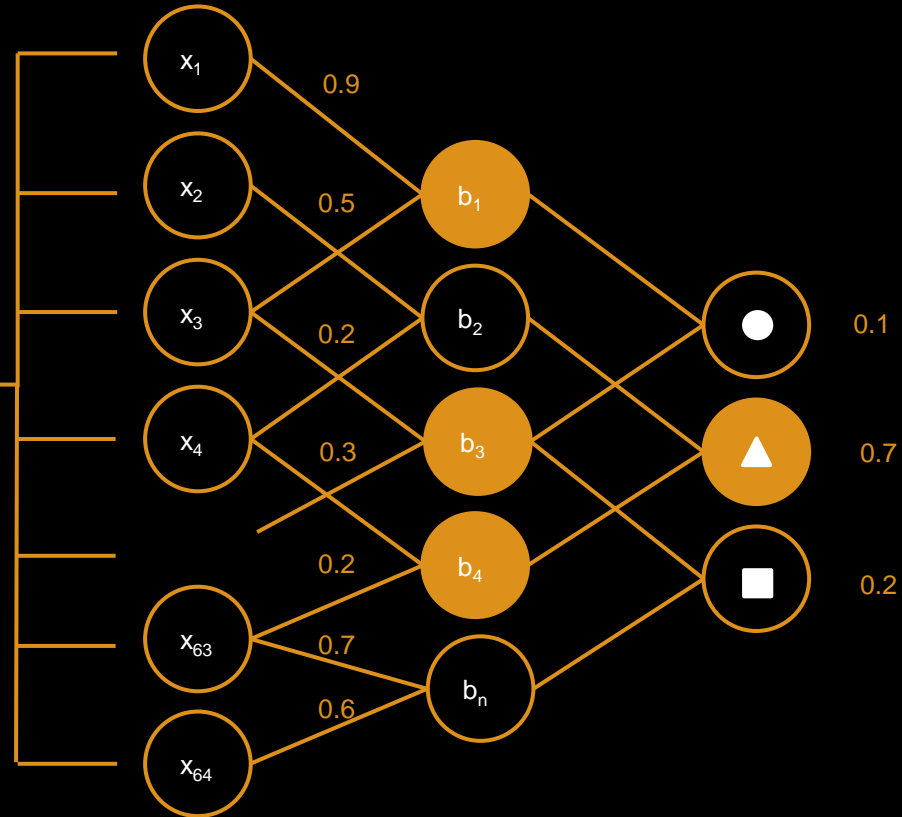 x₁
0.9
x₂
0.5
b₁
x₃
0.2
b₂
0.1
x₄
0.3
b₃
0.7
0.2
b₄
0.2
x₆₃
0.7
bₙ
0.6
x₆₄